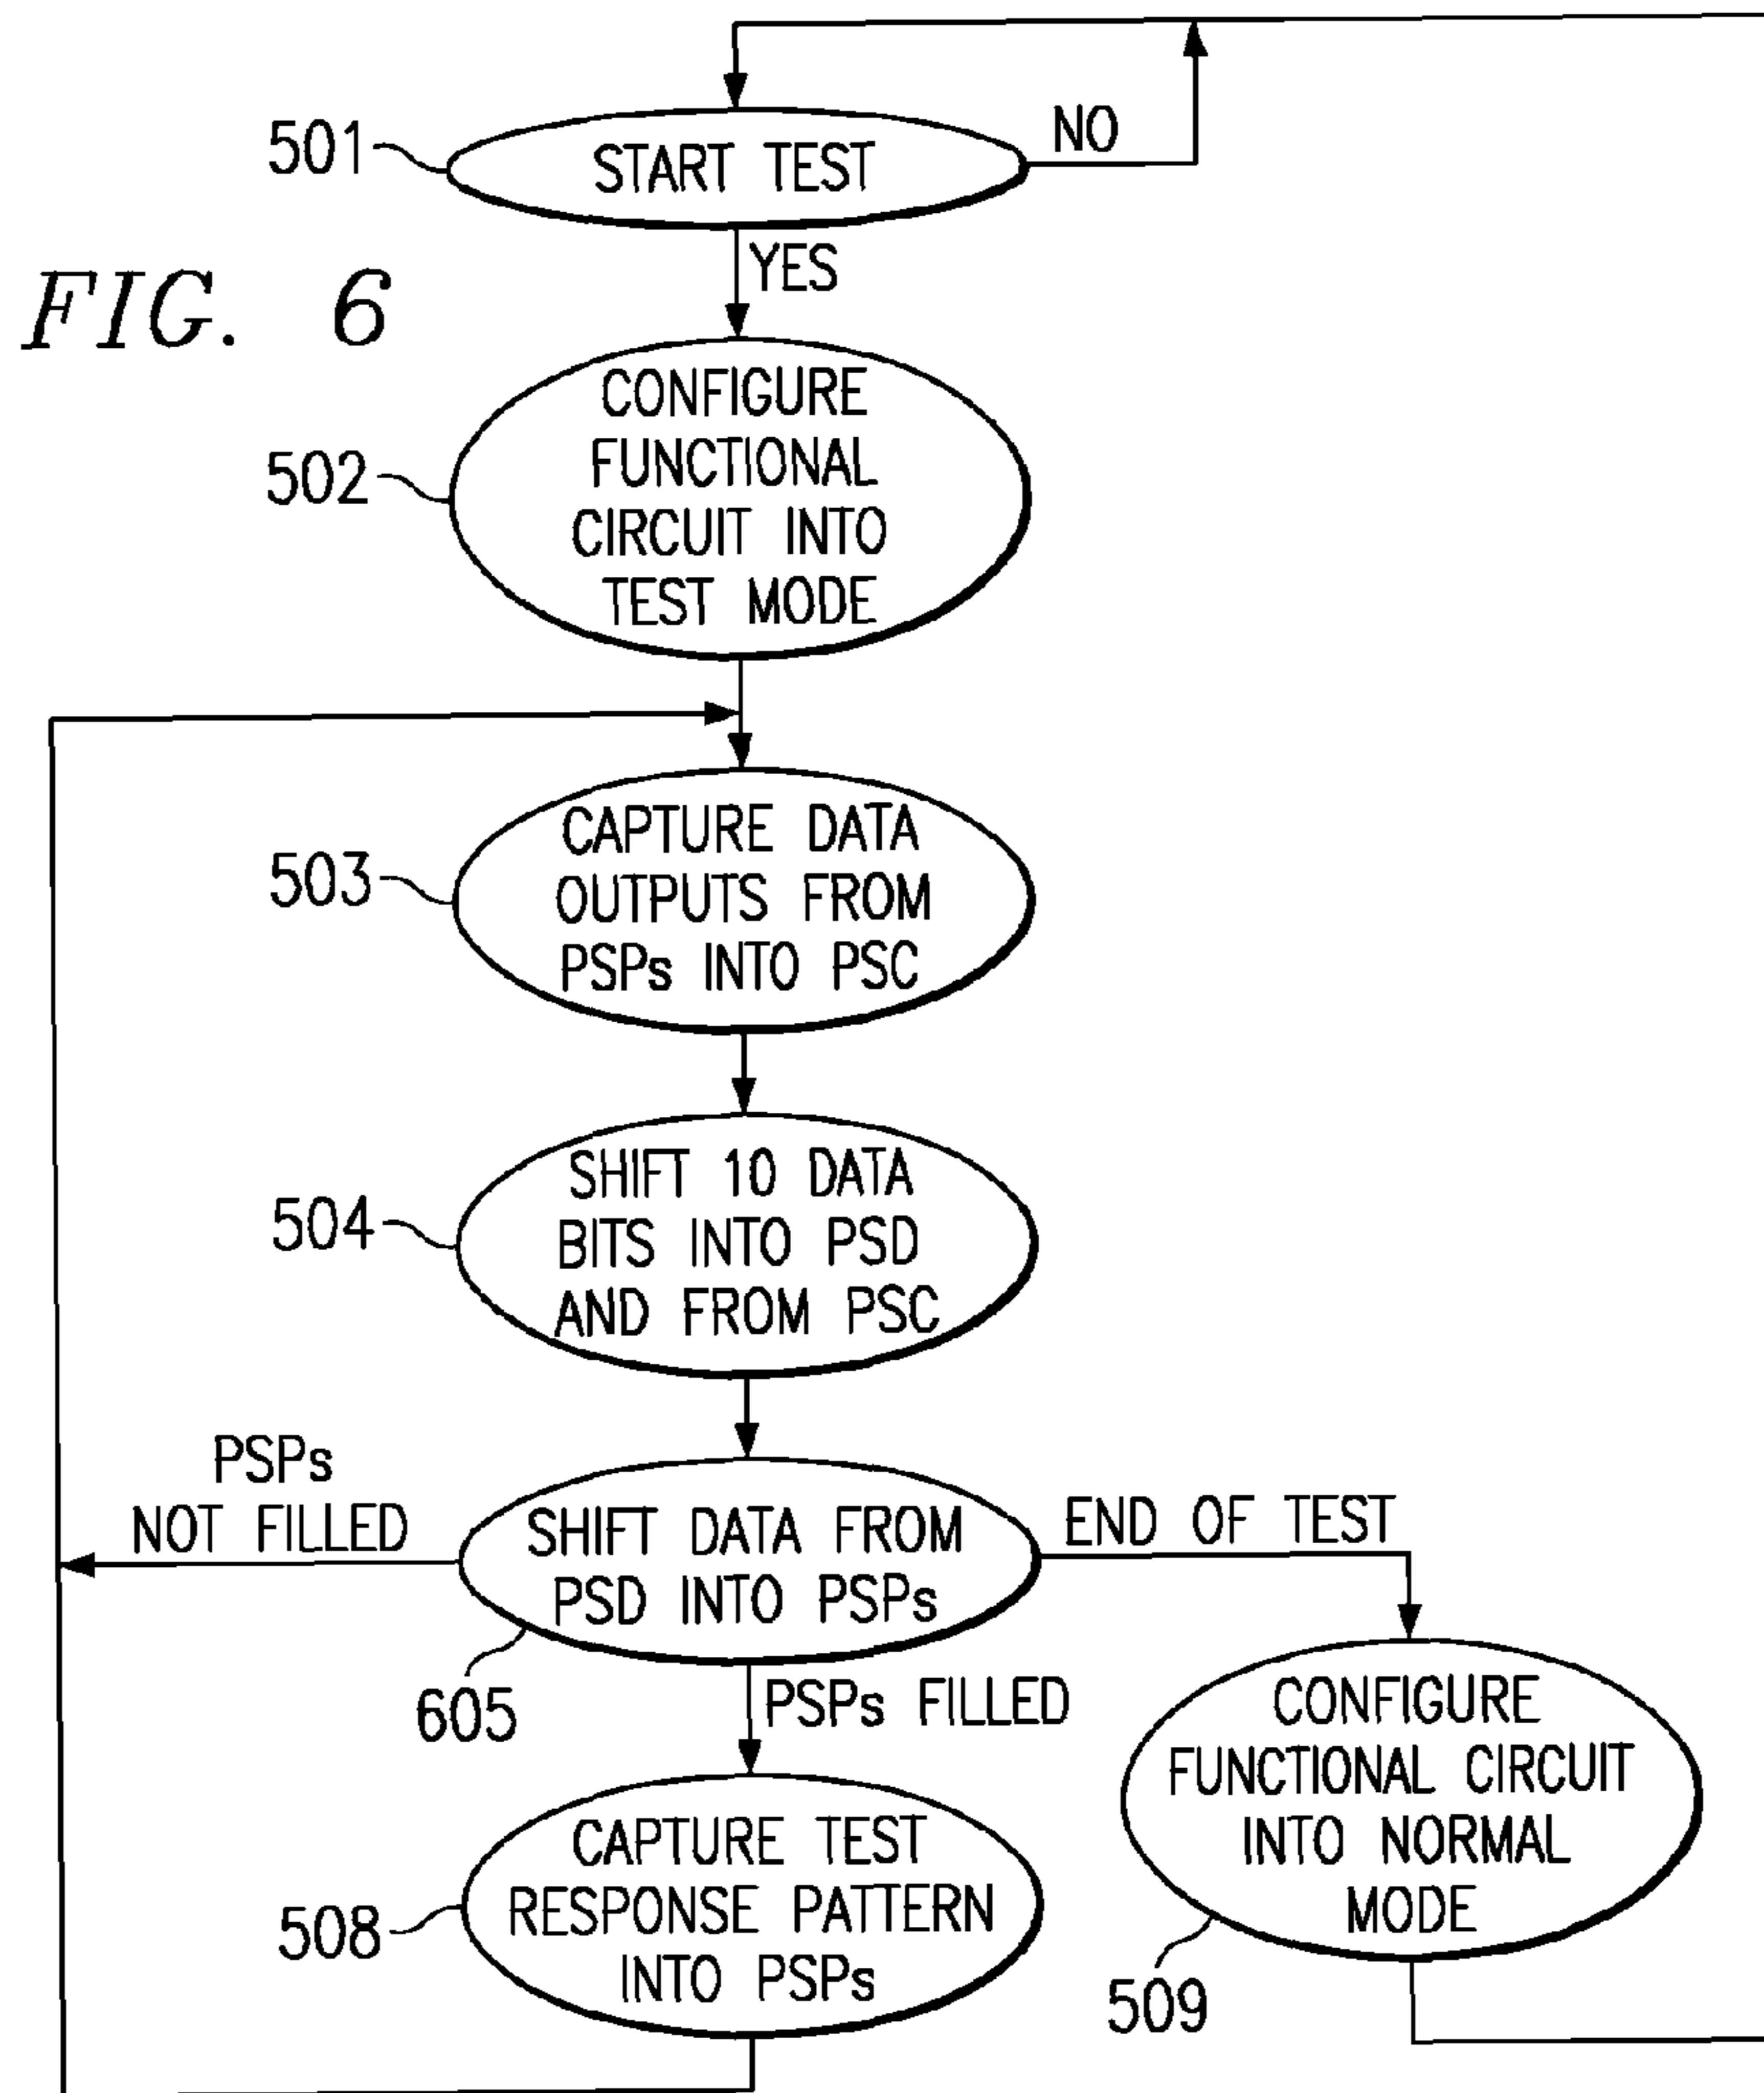 501
START TEST
NO
YES
FIG. 6
502
CONFIGURE
FUNCTIONAL
CIRCUIT INTO
TEST MODE
503
CAPTURE DATA
OUTPUTS FROM
PSPs INTO PSC
504
SHIFT 10 DATA
BITS INTO PSD
AND FROM PSC
PSPs
NOT FILLED
SHIFT DATA FROM
PSD INTO PSPs
END OF TEST
605
PSPs FILLED
CONFIGURE
FUNCTIONAL CIRCUIT
INTO NORMAL
MODE
509
508
CAPTURE TEST
RESPONSE PATTERN
INTO PSPs